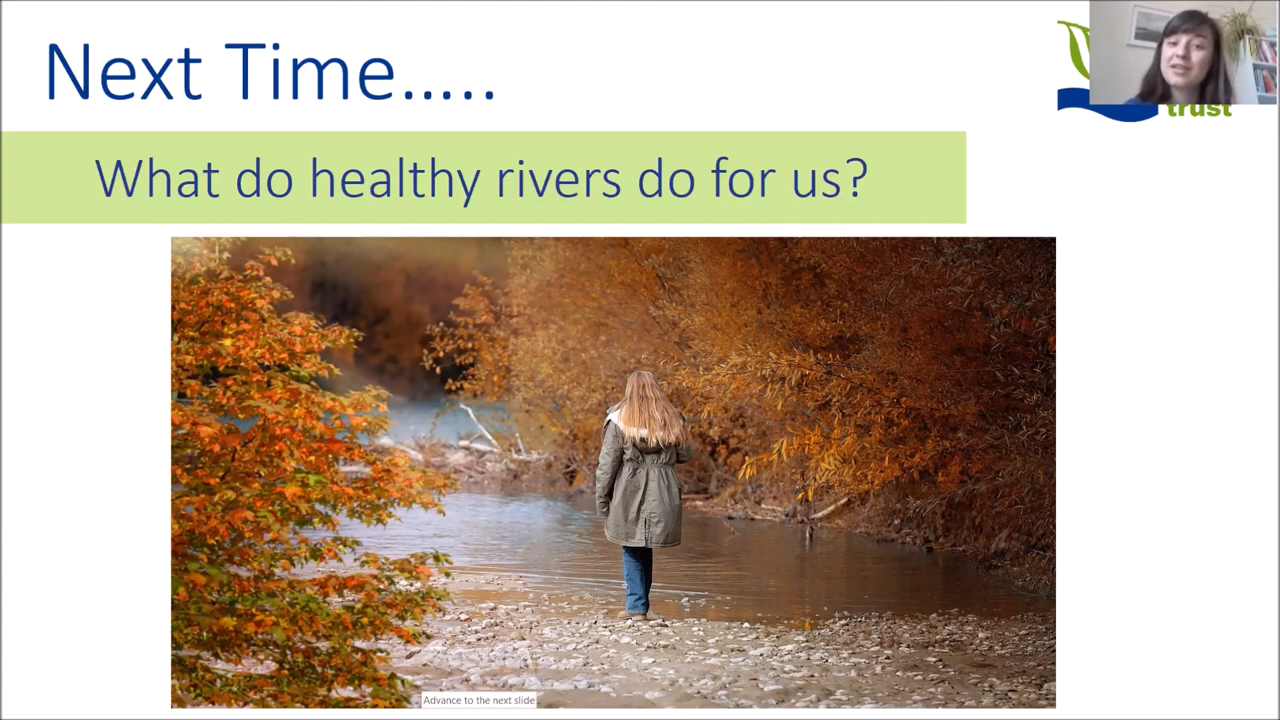 Next Time.....
What do healthy rivers do for us?
trust
Advance to the next slide